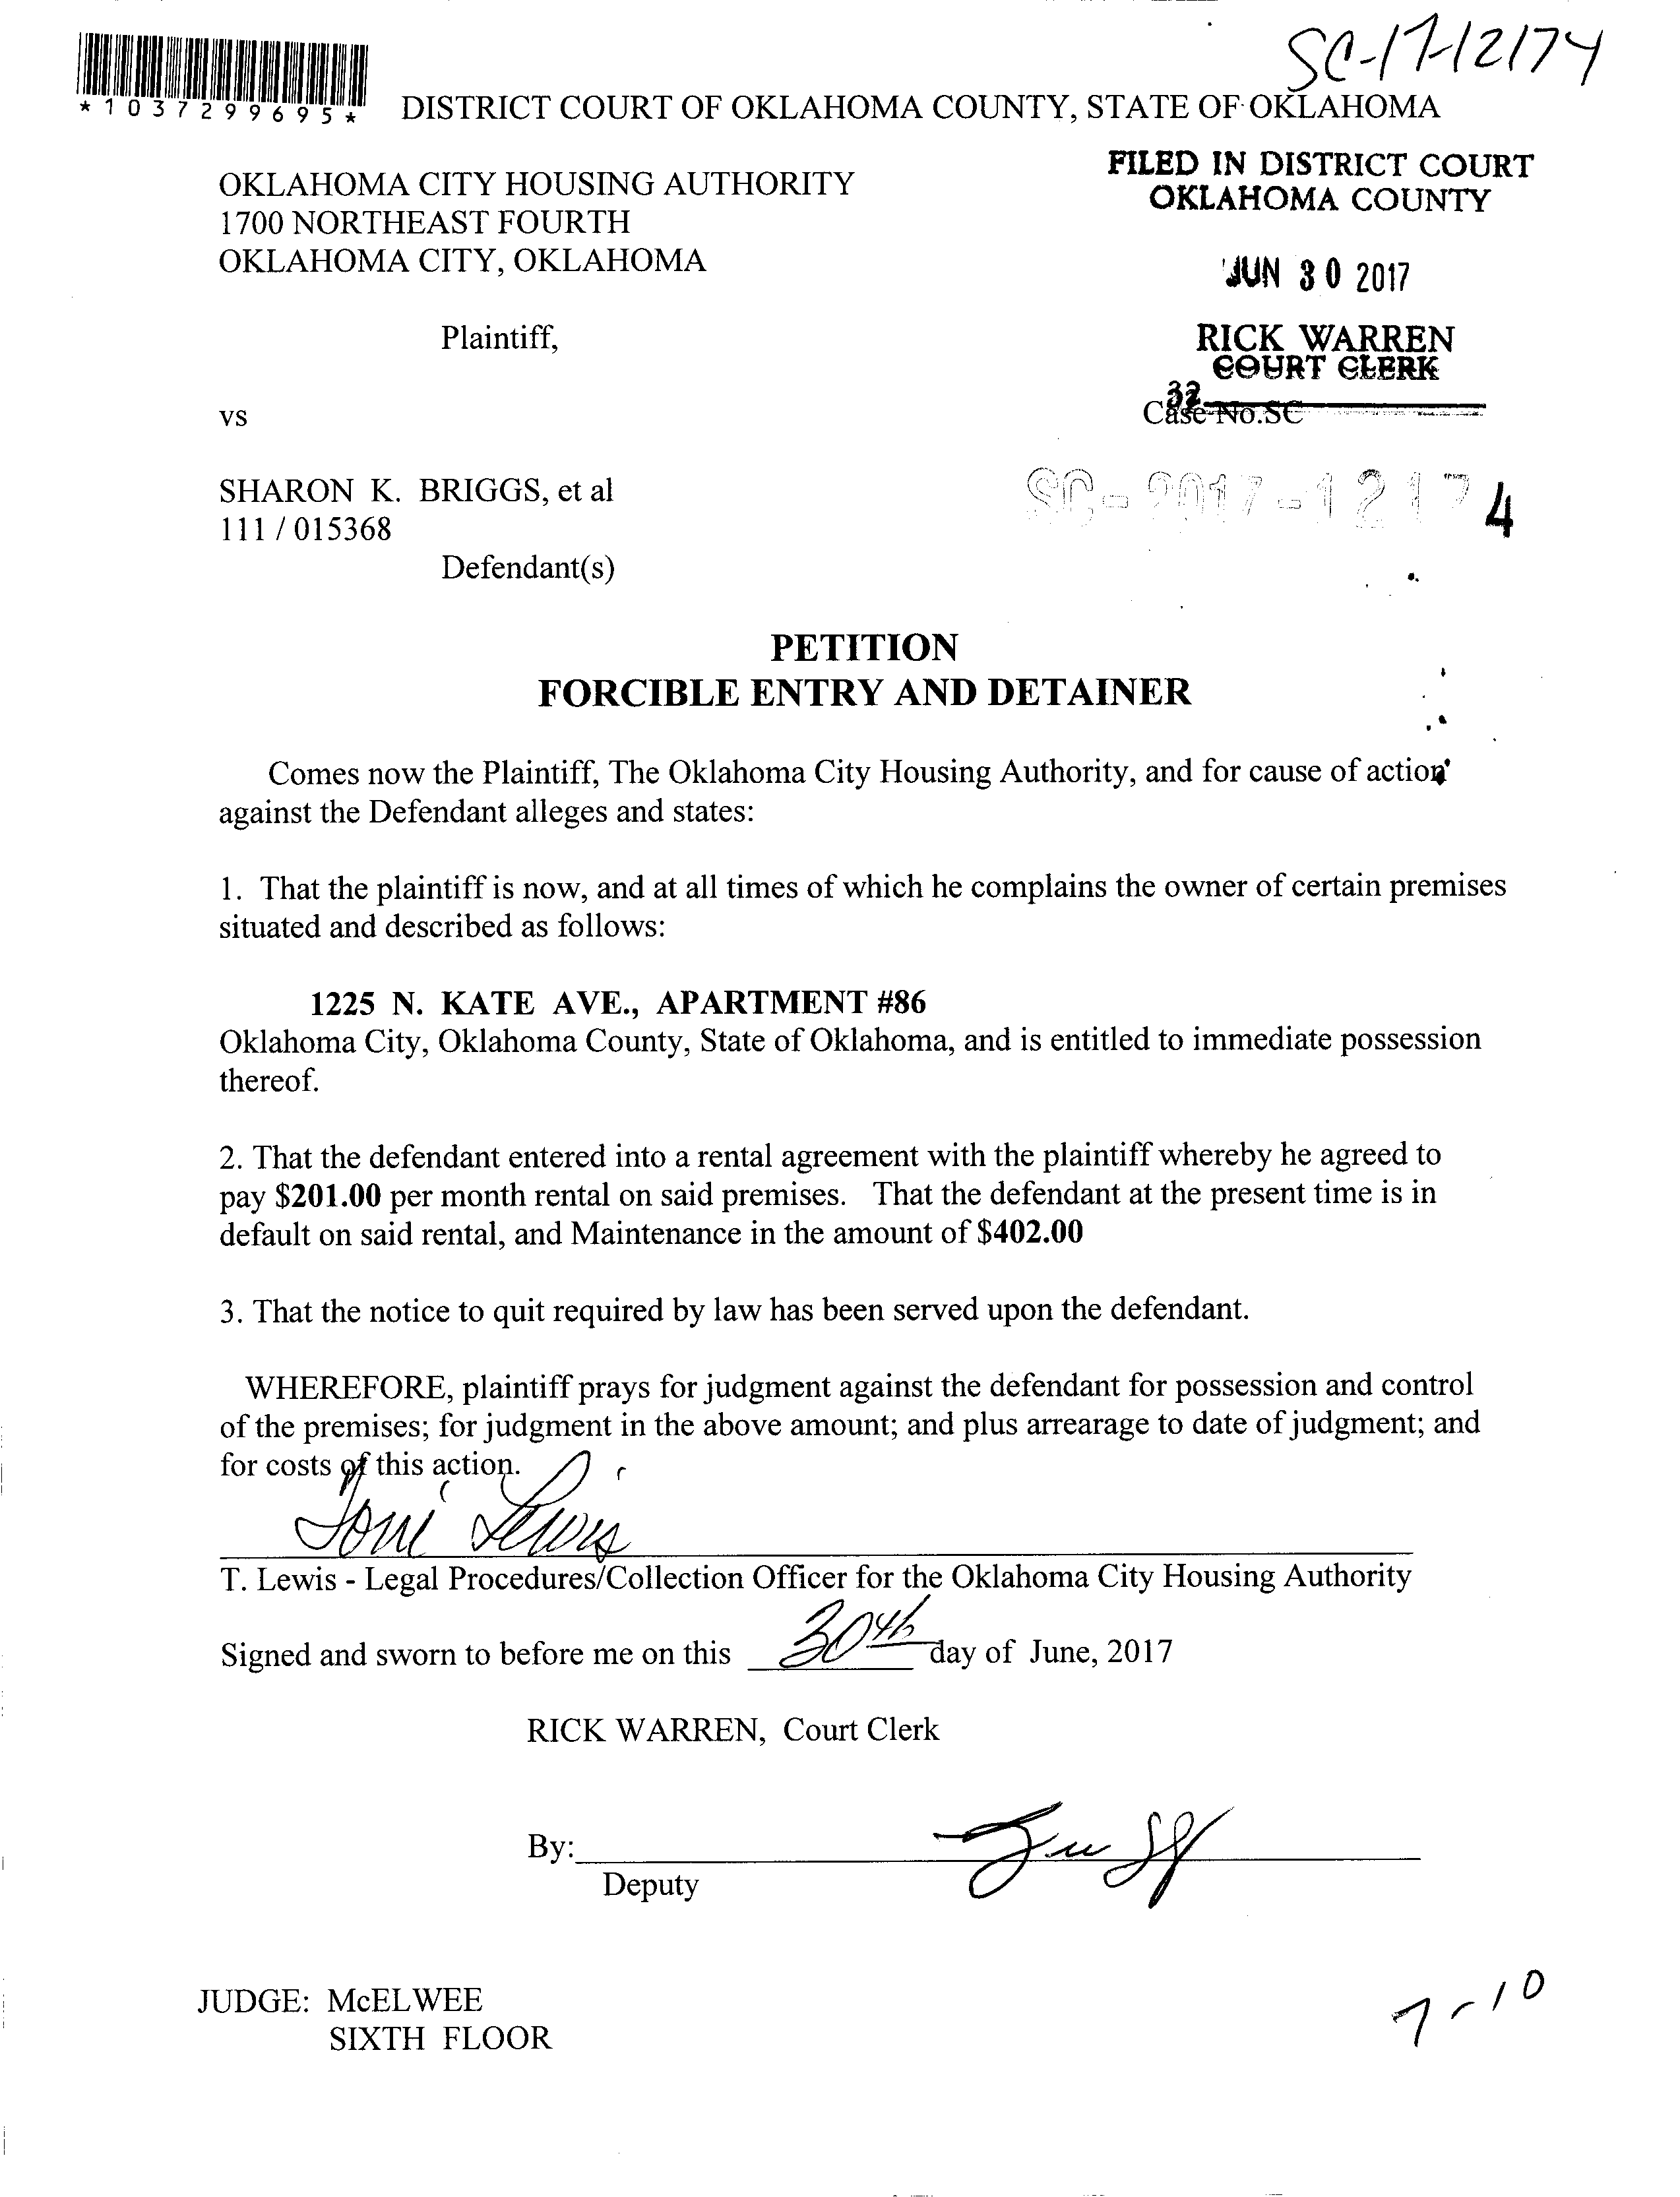 SC-17-12174
*1037299695*
DISTRICT COURT OF OKLAHOMA COUNTY, STATE OF OKLAHOMA
OKLAHOMA CITY HOUSING AUTHORITY
1700 NORTHEAST FOURTH
OKLAHOMA CITY, OKLAHOMA
FILED IN DISTRICT COURT
OKLAHOMA COUNTY
JUN 30 2017
Plaintiff,
RICK WARREN
COURT CLERK
32
Case No.SC
vs
SHARON K. BRIGGS, et al
111 / 015368
SC-2017-12174
Defendant(s)
PETITION
FORCIBLE ENTRY AND DETAINER
Comes now the Plaintiff, The Oklahoma City Housing Authority, and for cause of action
against the Defendant alleges and states:
1. That the plaintiff is now, and at all times of which he complains the owner of certain premises
situated and described as follows:
1225 N. KATE AVE., APARTMENT #86
Oklahoma City, Oklahoma County, State of Oklahoma, and is entitled to immediate possession
thereof.
2. That the defendant entered into a rental agreement with the plaintiff whereby he agreed to
pay $201.00 per month rental on said premises. That the defendant at the present time is in
default on said rental, and Maintenance in the amount of $402.00
3. That the notice to quit required by law has been served upon the defendant.
WHEREFORE, plaintiff prays for judgment against the defendant for possession and control
of the premises; for judgment in the above amount; and plus arrearage to date of judgment; and
for costs of this action.
Toni Lewis
T. Lewis - Legal Procedures/Collection Officer for the Oklahoma City Housing Authority
Signed and sworn to before me on this 30th day of June, 2017
RICK WARREN, Court Clerk
By:
Deputy
JUDGE: McELWEE
SIXTH FLOOR
7-10